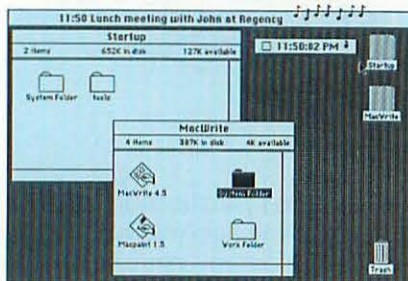 11:50 Lunch meeting with John at Regency
Startup
2 items 652K in disk 127K available
System Folder tools
11:50:02 PM
Startup
MacWrite
MacWrite
4 items 387K in disk 4K available
MacWrite 4.5 System Folder
Macpaint 1.5 Work Folder
Trash